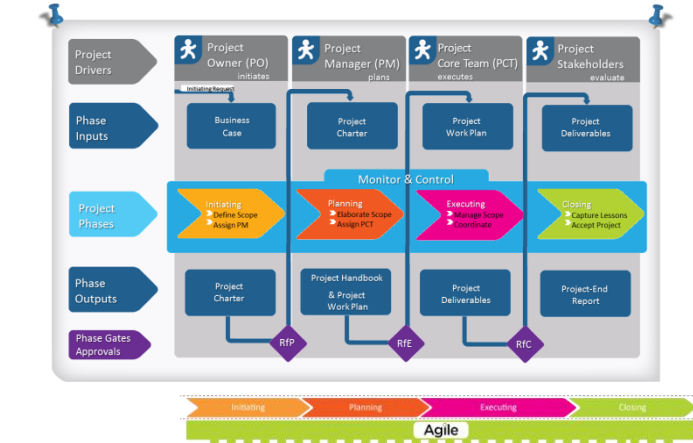 Project
Drivers
Project
Owner (PO)
initiates
Project
Manager (PM)
plans
Project
Core Team (PCT)
executes
Project
Stakeholders
evaluate
Initiating Request
Phase
Inputs
Business
Case
Project
Charter
Project
Work Plan
Project
Deliverables
Monitor & Control
Project
Phases
Initiating
Define Scope
Assign PM
Planning
Elaborate Scope
Assign PCT
Executing
Manage Scope
Coordinate
Closing
Capture Lessons
Accept Project
Phase
Outputs
Project
Charter
Project Handbook
& Project
Work Plan
Project
Deliverables
Project-End
Report
Phase Gates
Approvals
RfP
RfE
RfC
Initiating
Planning
Executing
Closing
Agile